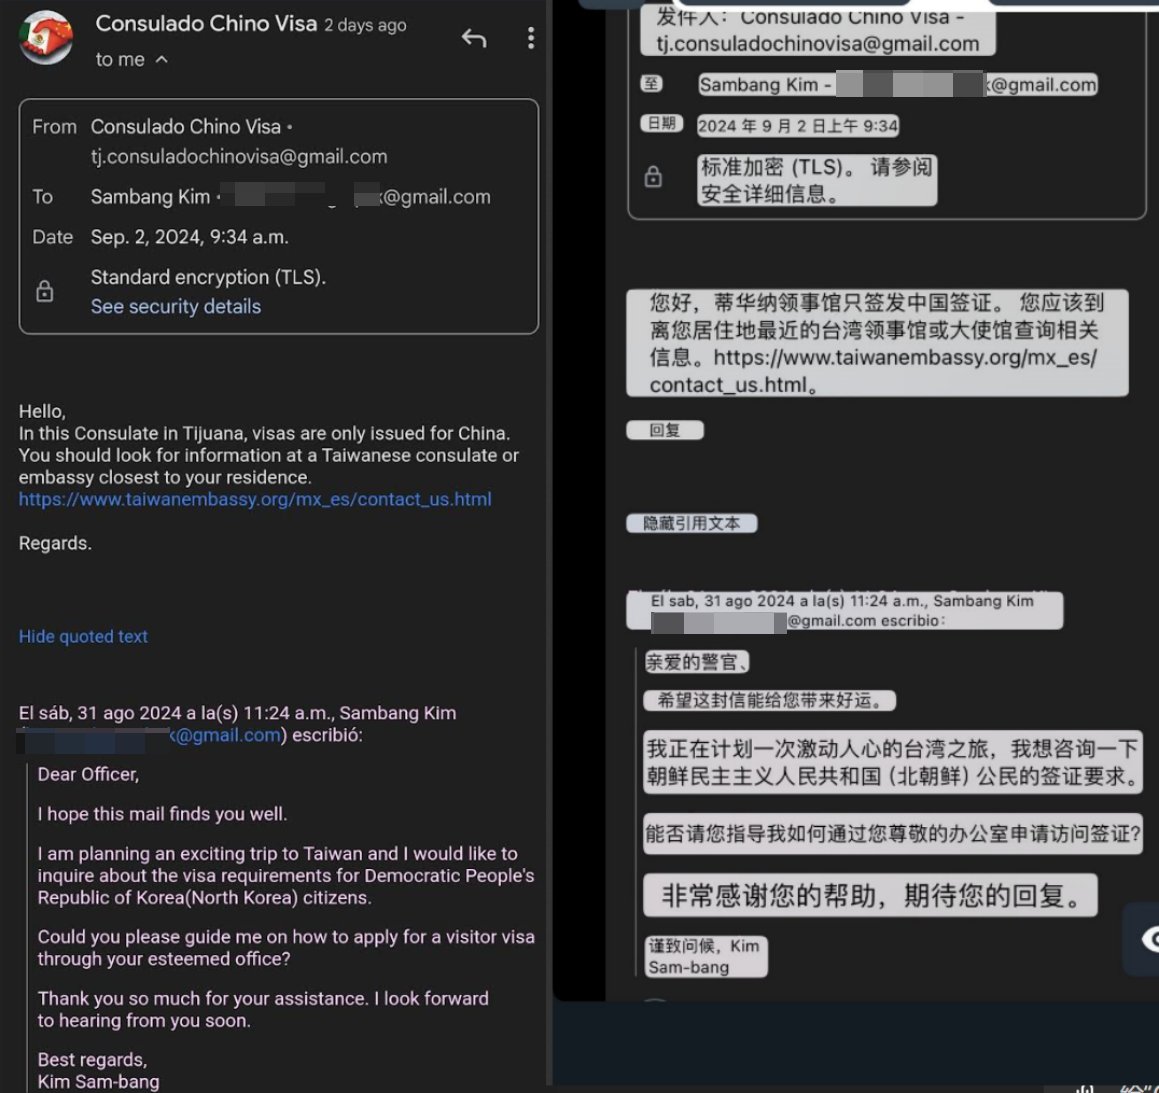 Consulado Chino Visa 2 days ago
to me
From Consulado Chino Visa •
tj.consuladochinovisa@gmail.com
To Sambang Kim • @gmail.com
Date Sep. 2, 2024, 9:34 a.m.
Standard encryption (TLS).
See security details
Hello,
In this Consulate in Tijuana, visas are only issued for China.
You should look for information at a Taiwanese consulate or
embassy closest to your residence.
https://www.taiwanembassy.org/mx_es/contact_us.html
Regards.
Hide quoted text
El sáb, 31 ago 2024 a la(s) 11:24 a.m., Sambang Kim
k@gmail.com) escribió:
Dear Officer,
I hope this mail finds you well.
I am planning an exciting trip to Taiwan and I would like to
inquire about the visa requirements for Democratic People's
Republic of Korea(North Korea) citizens.
Could you please guide me on how to apply for a visitor visa
through your esteemed office?
Thank you so much for your assistance. I look forward
to hearing from you soon.
Best regards,
Kim Sam-bang
发件人：Consulado Chino Visa -
tj.consuladochinovisa@gmail.com
至 Sambang Kim - k@gmail.com
日期 2024 年 9 月 2 日上午 9:34
标准加密 (TLS)。 请参阅
安全详细信息。
您好，蒂华纳领事馆只签发中国签证。 您应该到
离您居住地最近的台湾领事馆或大使馆查询相关
信息。https://www.taiwanembassy.org/mx_es/
contact_us.html。
回复
隐藏引用文本
El sab, 31 ago 2024 a la(s) 11:24 a.m., Sambang Kim
@gmail.com escribio:
亲爱的警官、
希望这封信能给您带来好运。
我正在计划一次激动人心的台湾之旅，我想咨询一下
朝鲜民主主义人民共和国 (北朝鲜) 公民的签证要求。
能否请您指导我如何通过您尊敬的办公室申请访问签证?
非常感谢您的帮助，期待您的回复。
谨致问候，Kim
Sam-bang